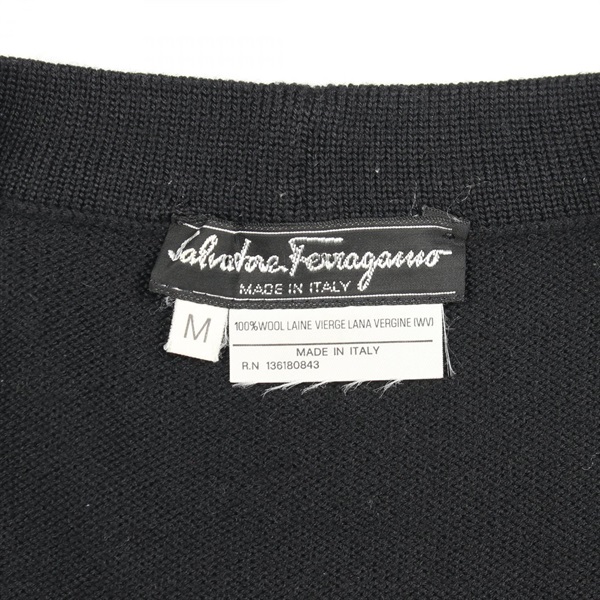 Salvatore Ferragamo
MADE IN ITALY
M
100%WOOL LAINE VIERGE LANA VERGINE (WV)
MADE IN ITALY
R.N 136180843